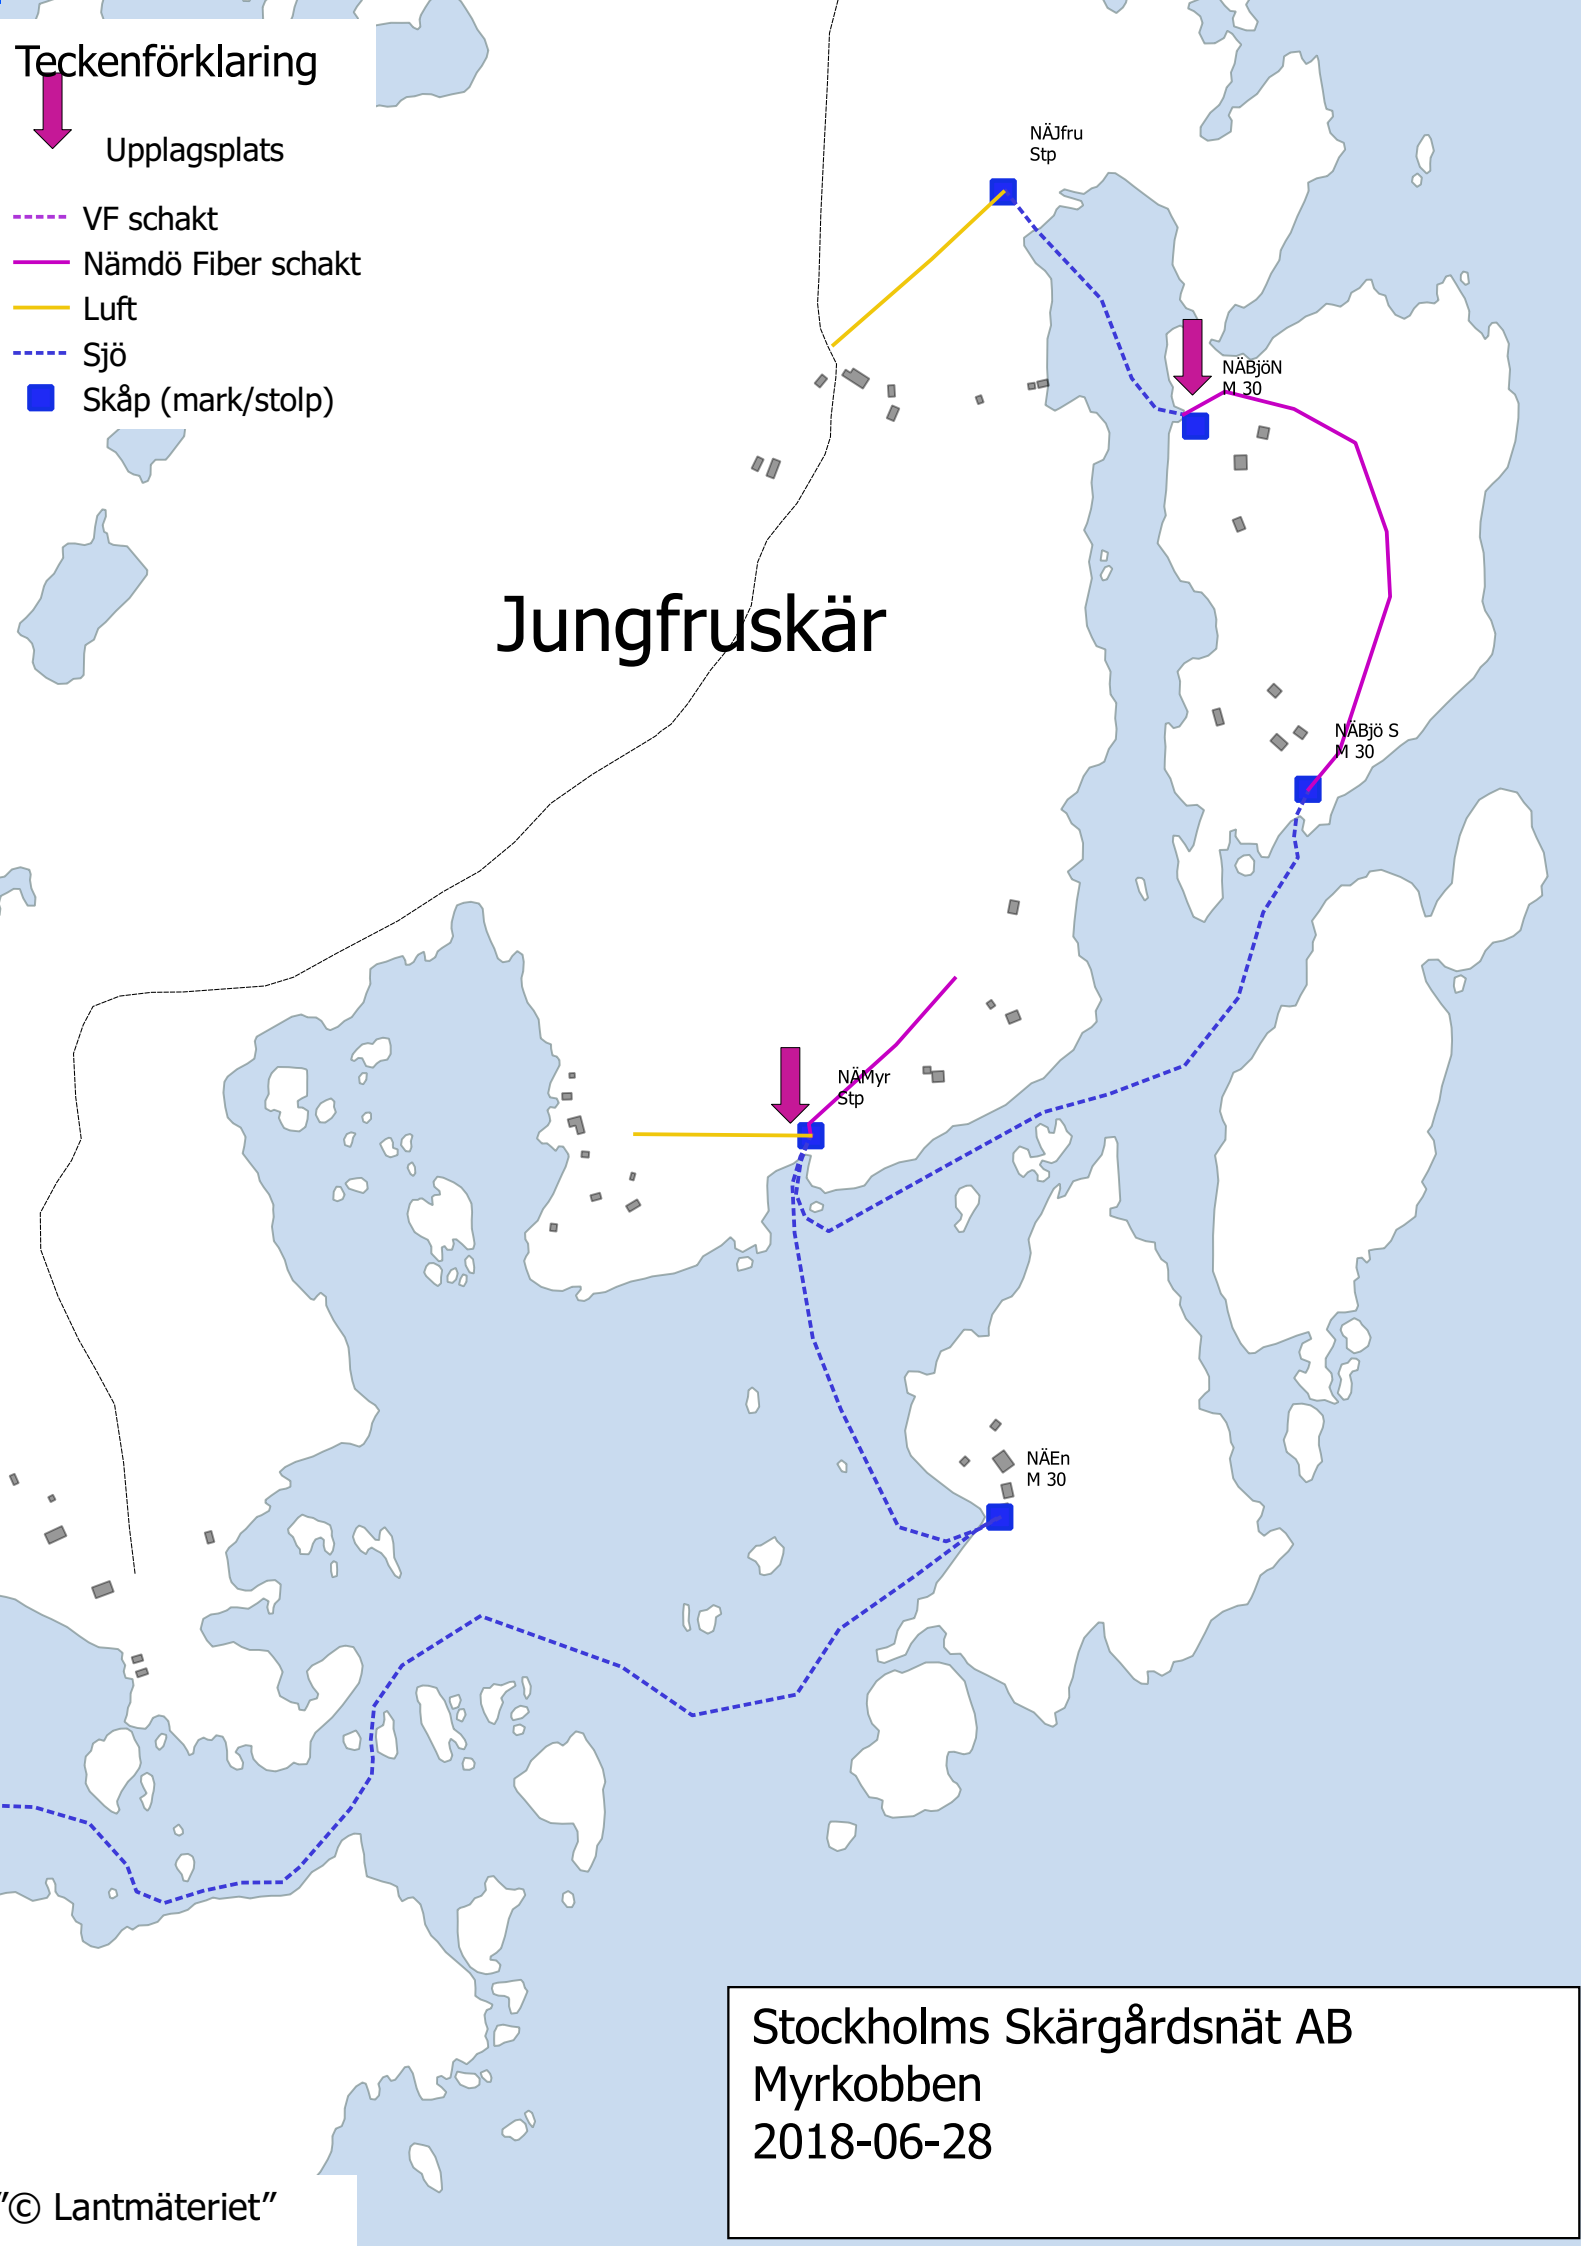 Teckenförklaring
Upplagsplats
VF schakt
Nämdö Fiber schakt
Luft
Sjö
Skåp (mark/stolp)
NÄJfru
Stp
NÄBjöN
M 30
Jungfruskär
NÄBjö S
M 30
NÄMyr
Stp
NÄEn
M 30
Stockholms Skärgårdsnät AB
Myrkobben
2018-06-28
"© Lantmäteriet"